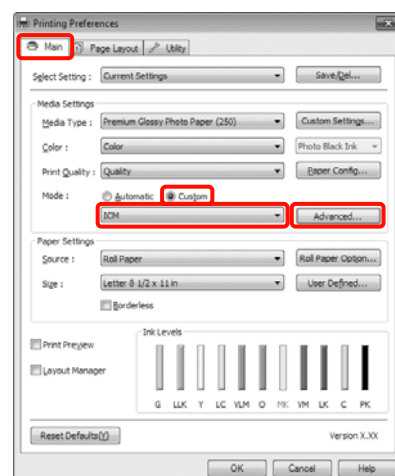 Printing Preferences
Main Page Layout Utility
Select Setting : Current Settings Save/Del...
Media Settings
Media Type : Premium Glossy Photo Paper (250) Custom Settings...
Color : Color Photo Black Ink
Print Quality : Quality Paper Config...
Mode : Automatic Custom
ICM Advanced...
Paper Settings
Source : Roll Paper Roll Paper Option...
Size : Letter 8 1/2 x 11 in User Defined...
Borderless
Ink Levels
Print Preview
Layout Manager
G LLK Y LC VLM O MK VM LK C PK
Reset Defaults(Y) Version X.XX
OK Cancel Help